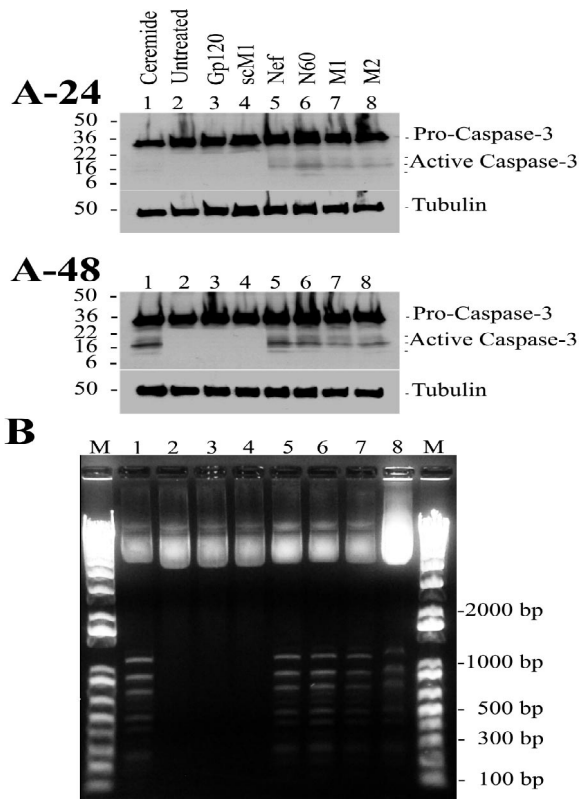 Ceremide Untreated Gp120 scM1 Nef N60 M1 M2
A-24
1 2 3 4 5 6 7 8
50 -
36 - - Pro-Caspase-3
22 -
16 - Active Caspase-3
6 -
50 - - Tubulin
A-48
1 2 3 4 5 6 7 8
50 -
36 - - Pro-Caspase-3
22 -
16 - Active Caspase-3
6 -
50 - - Tubulin
B
M 1 2 3 4 5 6 7 8 M
-2000 bp
-1000 bp
- 500 bp
- 300 bp
- 100 bp